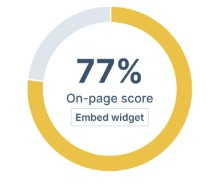 77%
On-page score
Embed widget